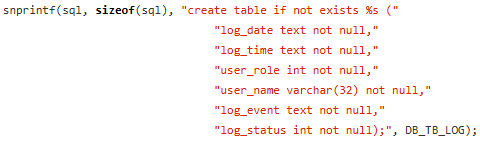 snprintf(sql, sizeof(sql), "create table if not exists %s ("
"log_date text not null,"
"log_time text not null,"
"user_role int not null,"
"user_name varchar(32) not null,"
"log_event text not null,"
"log_status int not null);", DB_TB_LOG);